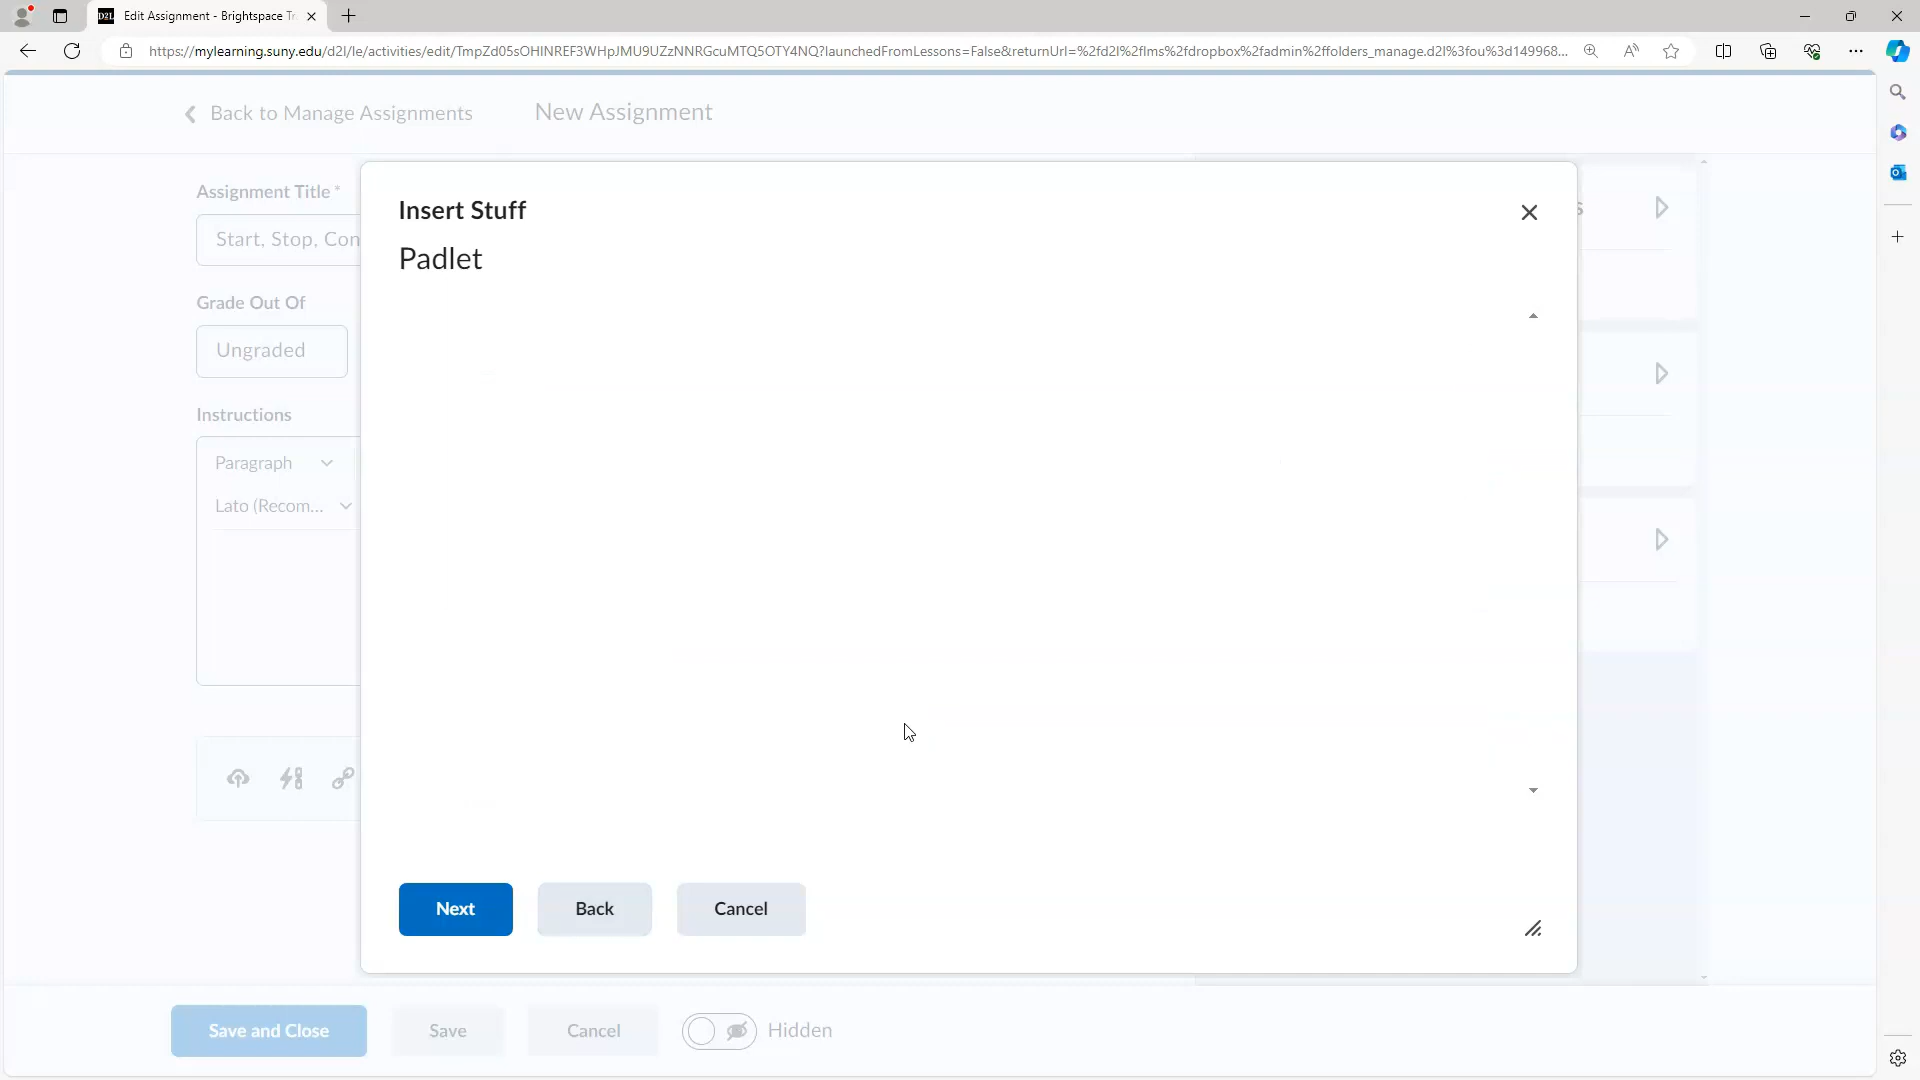 Edit Assignment - Brightspace Tr
https://mylearning.suny.edu/d2l/le/activities/edit/TmpZd05sOHlNREF3WHpJMU9UZzNNRGcuMTQ5OTY4NQ?launchedFromLessons=False&returnUrl=%2fd2l%2flms%2fdropbox%2fadmin%2ffolders_manage.d2l%3fou%3d149968...
Back to Manage Assignments
New Assignment
Assignment Title *
Start, Stop, Con
Grade Out Of
Ungraded
Instructions
Paragraph
Lato (Recom...
Insert Stuff
Padlet
s
Next
Back
Cancel
Save and Close
Save
Cancel
Hidden